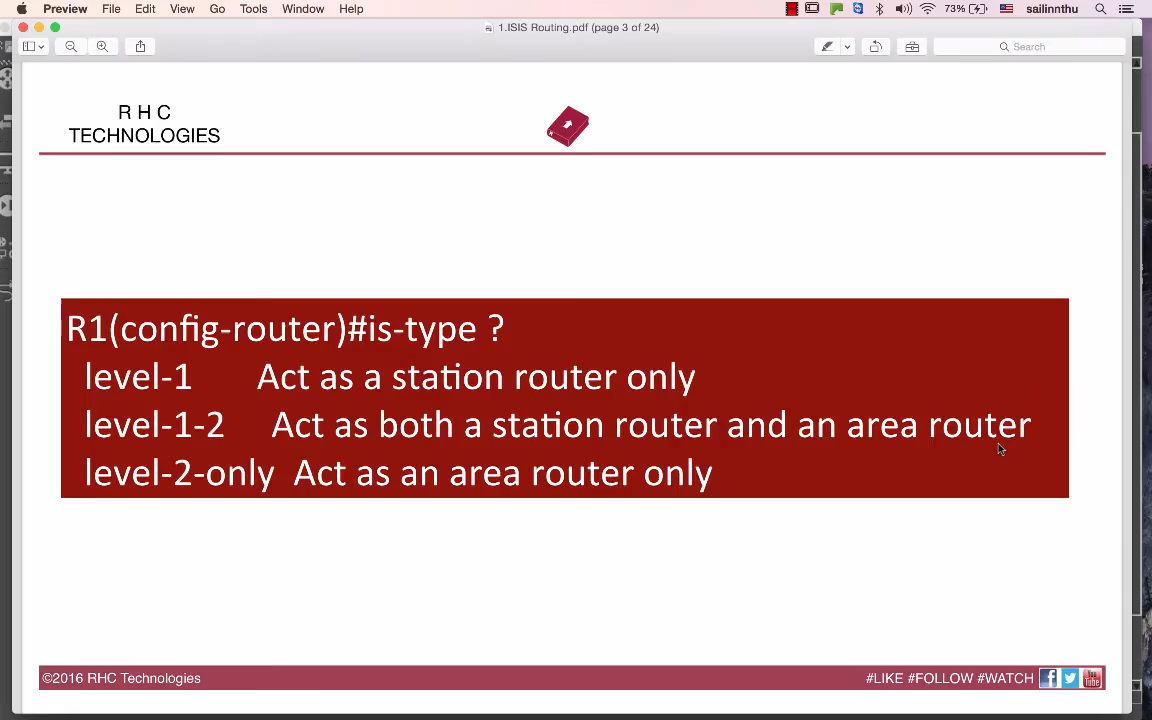 Preview File Edit View Go Tools Window Help 73% sailinnthu
1.ISIS Routing.pdf (page 3 of 24)
Search
R H C
TECHNOLOGIES
R1(config-router)#is-type ?
level-1 Act as a station router only
level-1-2 Act as both a station router and an area router
level-2-only Act as an area router only
©2016 RHC Technologies
#LIKE #FOLLOW #WATCH f You Tube